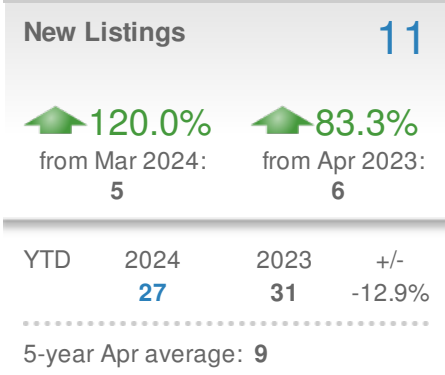 New Listings 11
120.0% 83.3%
from Mar 2024: from Apr 2023:
5 6
YTD 2024 2023 +/-
27 31 -12.9%
5-year Apr average: 9